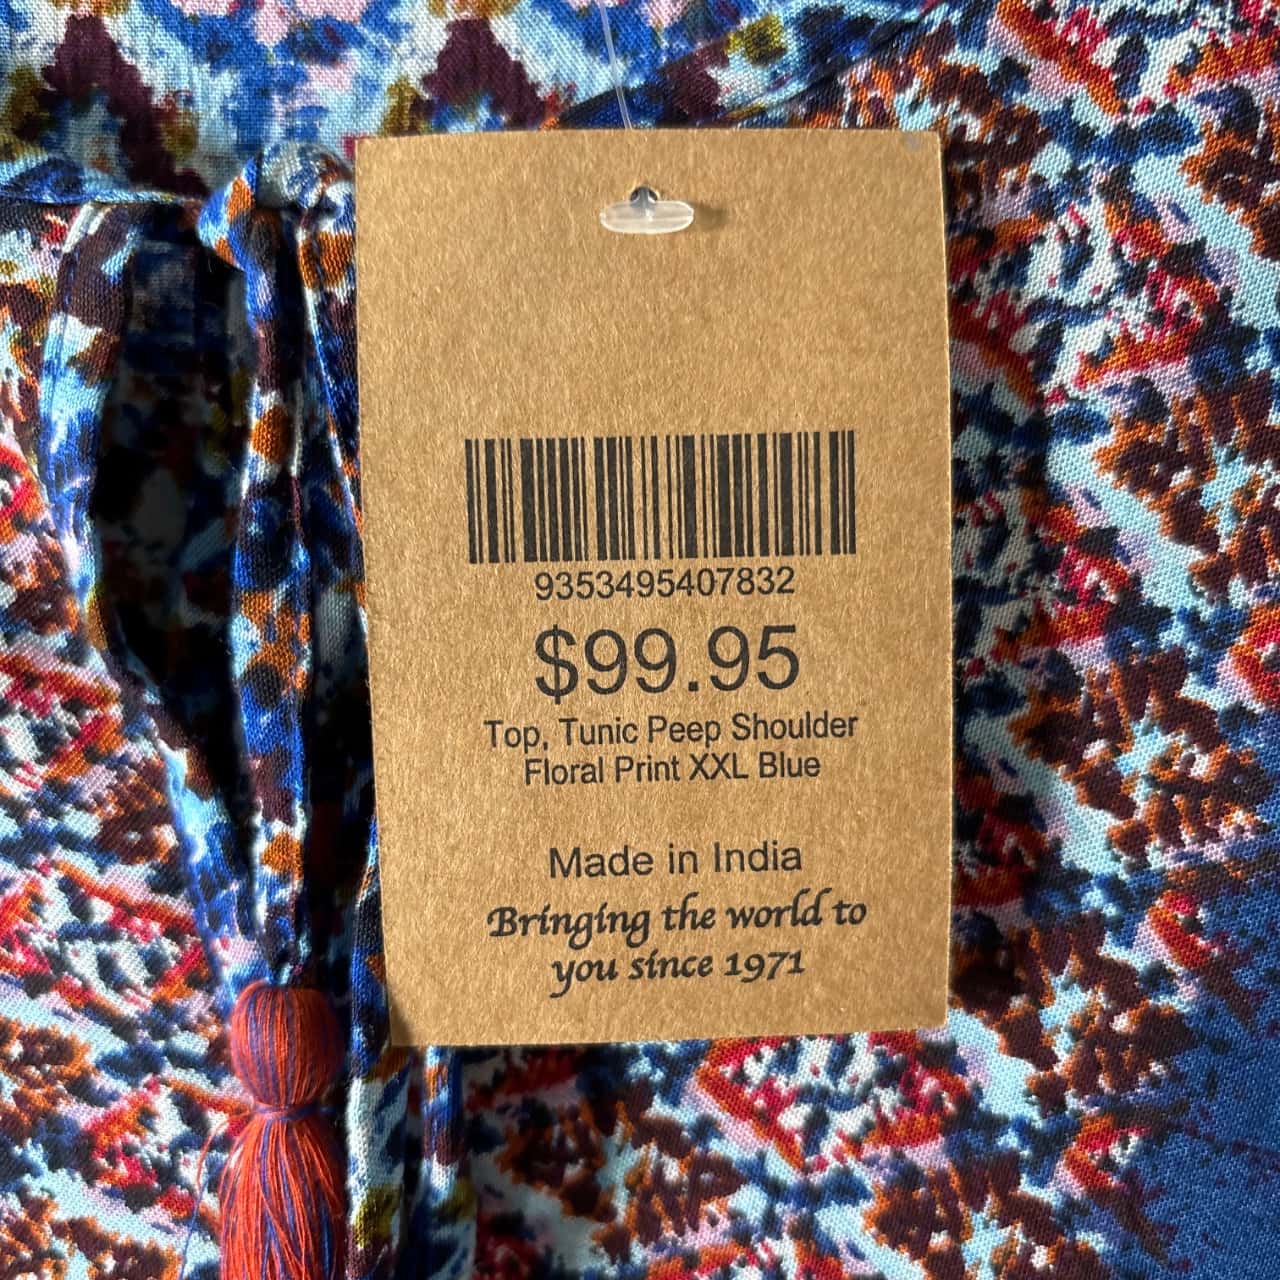 9353495407832
$99.95
Top, Tunic Peep Shoulder
Floral Print XXL Blue
Made in India
Bringing the world to
you since 1971